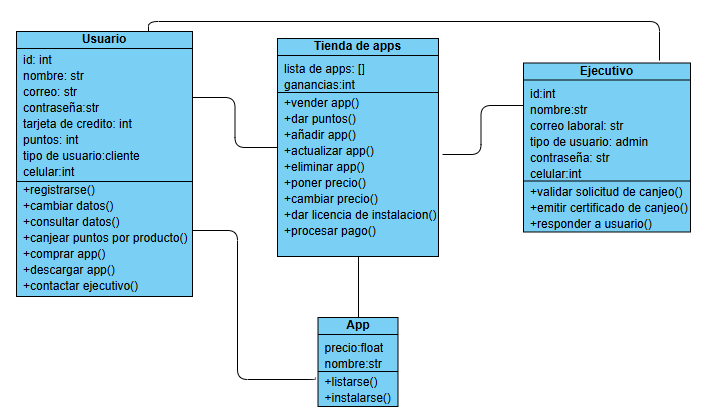 Usuario
id: int
nombre: str
correo: str
contraseña:str
tarjeta de credito: int
puntos: int
tipo de usuario:cliente
celular:int
+registrarse()
+cambiar datos()
+consultar datos()
+canjear puntos por producto()
+comprar app()
+descargar app()
+contactar ejecutivo()
Tienda de apps
lista de apps: []
ganancias:int
+vender app()
+dar puntos()
+añadir app()
+actualizar app()
+eliminar app()
+poner precio()
+cambiar precio()
+dar licencia de instalacion()
+procesar pago()
Ejecutivo
id:int
nombre:str
correo laboral: str
tipo de usuario: admin
contraseña: str
celular:int
+validar solicitud de canjeo()
+emitir certificado de canjeo()
+responder a usuario()
App
precio:float
nombre:str
+listarse()
+instalarse()